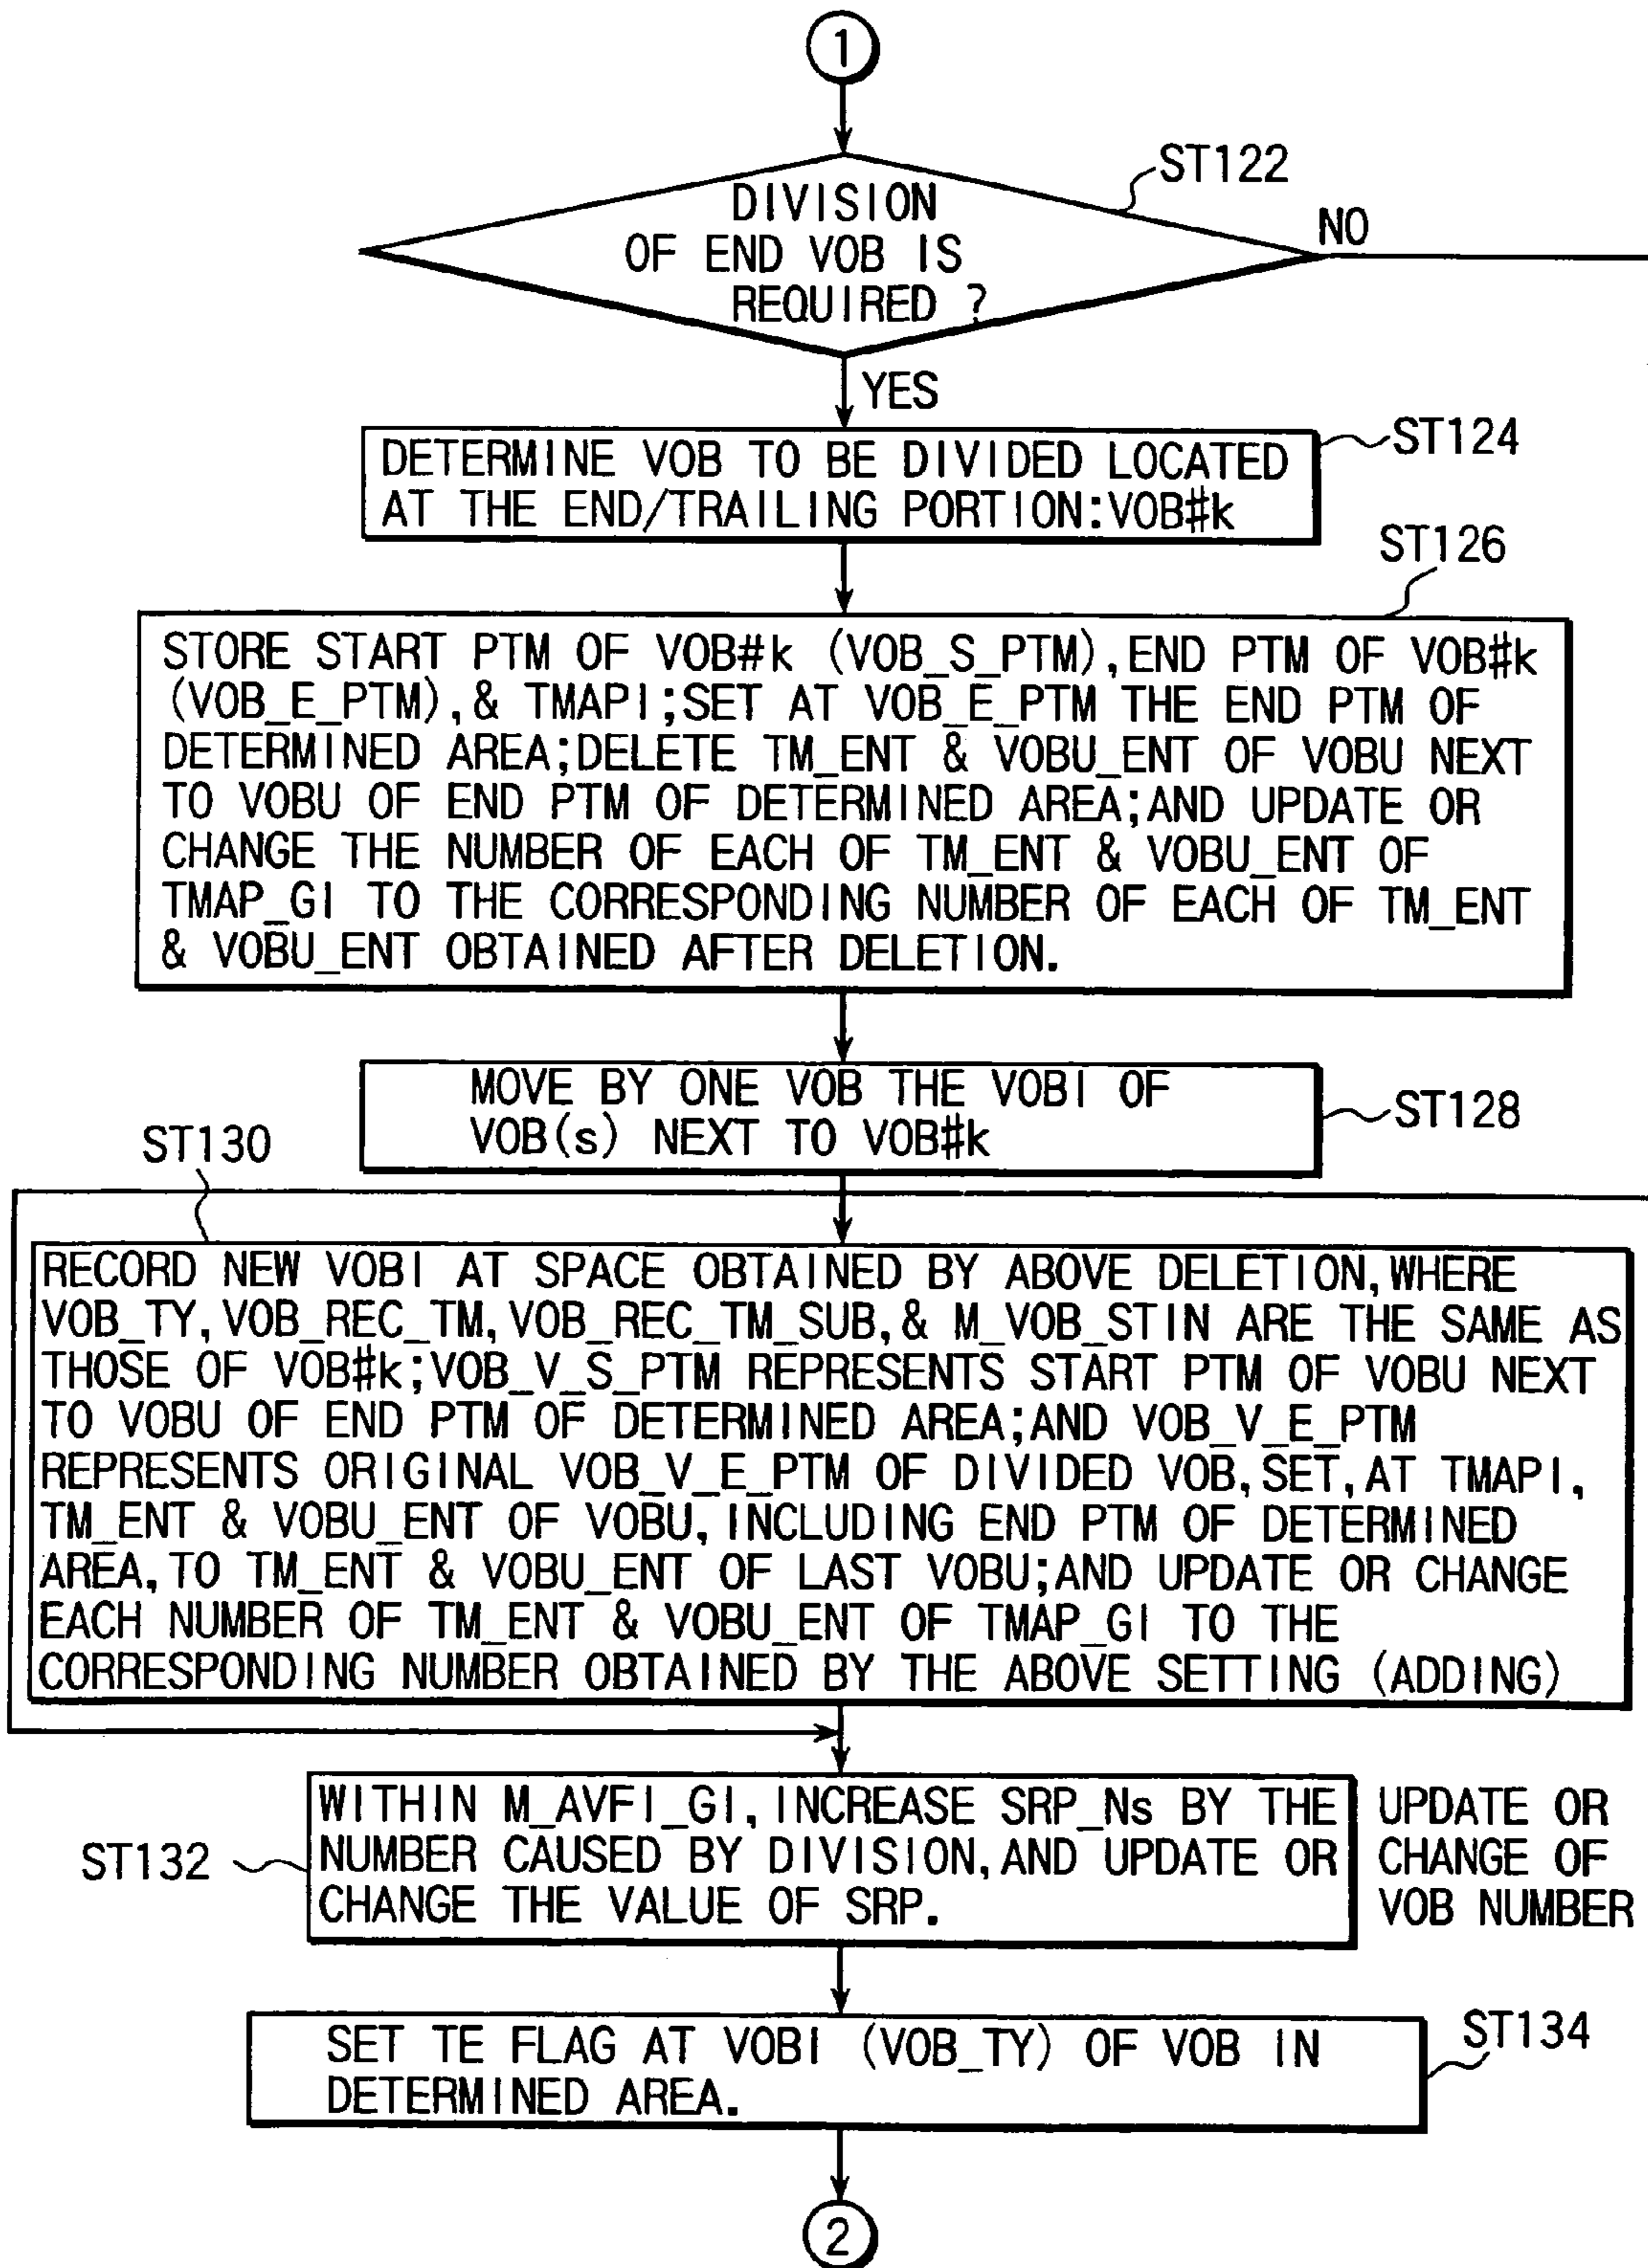 1
ST122
DIVISION
OF END VOB IS
REQUIRED ?
NO
YES
ST124
DETERMINE VOB TO BE DIVIDED LOCATED
AT THE END/TRAILING PORTION:VOB#k
ST126
STORE START PTM OF VOB#k (VOB_S_PTM),END PTM OF VOB#k
(VOB_E_PTM),& TMAPI;SET AT VOB_E_PTM THE END PTM OF
DETERMINED AREA;DELETE TM_ENT & VOBU_ENT OF VOBU NEXT
TO VOBU OF END PTM OF DETERMINED AREA;AND UPDATE OR
CHANGE THE NUMBER OF EACH OF TM_ENT & VOBU_ENT OF
TMAP_GI TO THE CORRESPONDING NUMBER OF EACH OF TM_ENT
& VOBU_ENT OBTAINED AFTER DELETION.
MOVE BY ONE VOB THE VOBI OF
VOB(s) NEXT TO VOB#k
ST128
ST130
RECORD NEW VOBI AT SPACE OBTAINED BY ABOVE DELETION,WHERE
VOB_TY,VOB_REC_TM,VOB_REC_TM_SUB,& M_VOB_STIN ARE THE SAME AS
THOSE OF VOB#k;VOB_V_S_PTM REPRESENTS START PTM OF VOBU NEXT
TO VOBU OF END PTM OF DETERMINED AREA;AND VOB_V_E_PTM
REPRESENTS ORIGINAL VOB_V_E_PTM OF DIVIDED VOB,SET,AT TMAPI,
TM_ENT & VOBU_ENT OF VOBU,INCLUDING END PTM OF DETERMINED
AREA,TO TM_ENT & VOBU_ENT OF LAST VOBU;AND UPDATE OR CHANGE
EACH NUMBER OF TM_ENT & VOBU_ENT OF TMAP_GI TO THE
CORRESPONDING NUMBER OBTAINED BY THE ABOVE SETTING (ADDING)
ST132
WITHIN M_AVFI_GI,INCREASE SRP_Ns BY THE
NUMBER CAUSED BY DIVISION,AND UPDATE OR
CHANGE THE VALUE OF SRP.
UPDATE OR
CHANGE OF
VOB NUMBER
ST134
SET TE FLAG AT VOBI (VOB_TY) OF VOB IN
DETERMINED AREA.
2